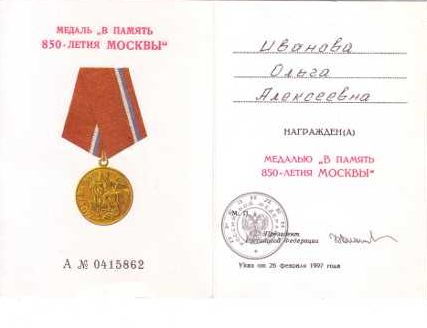 МЕДАЛЬ „В ПАМЯТЬ
850-ЛЕТИЯ МОСКВЫ“
А № 0415862
Иванова
Ольга
Алексеевна
НАГРАЖДЕН(А)
МЕДАЛЬЮ „В ПАМЯТЬ
850-ЛЕТИЯ МОСКВЫ“
М. П.
Президент
Российской Федерации
Указ от 26 февраля 1997 года